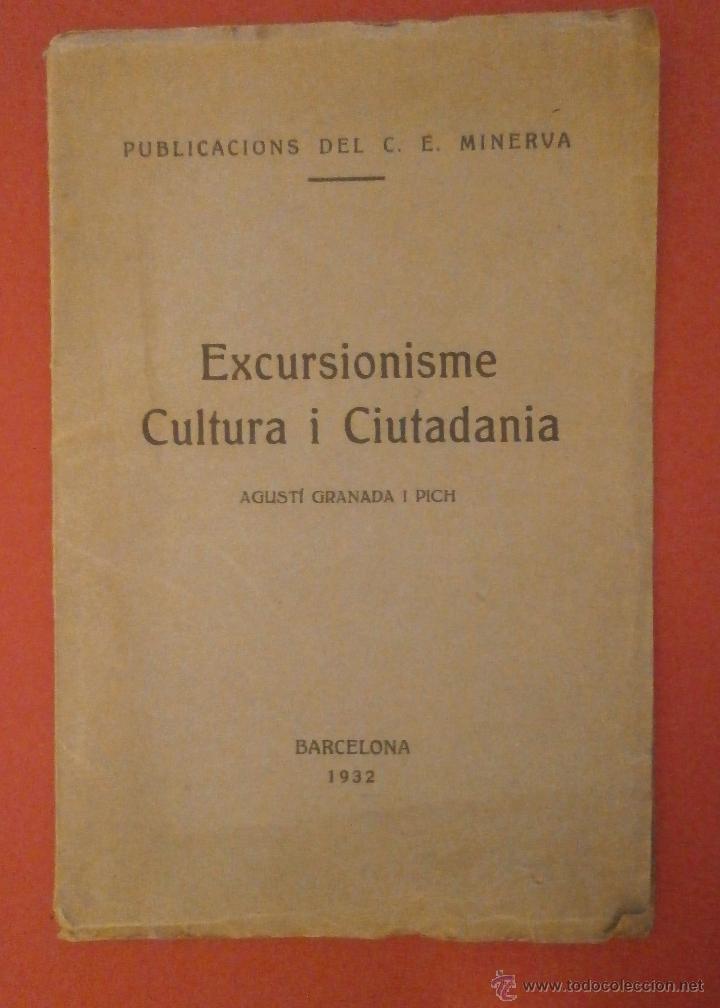 PUBLICACIONS DEL C. E. MINERVA
Excursionisme
Cultura i Ciutadania
AGUSTÍ GRANADA I PICH
BARCELONA
1932
© www.todocoleccion.net